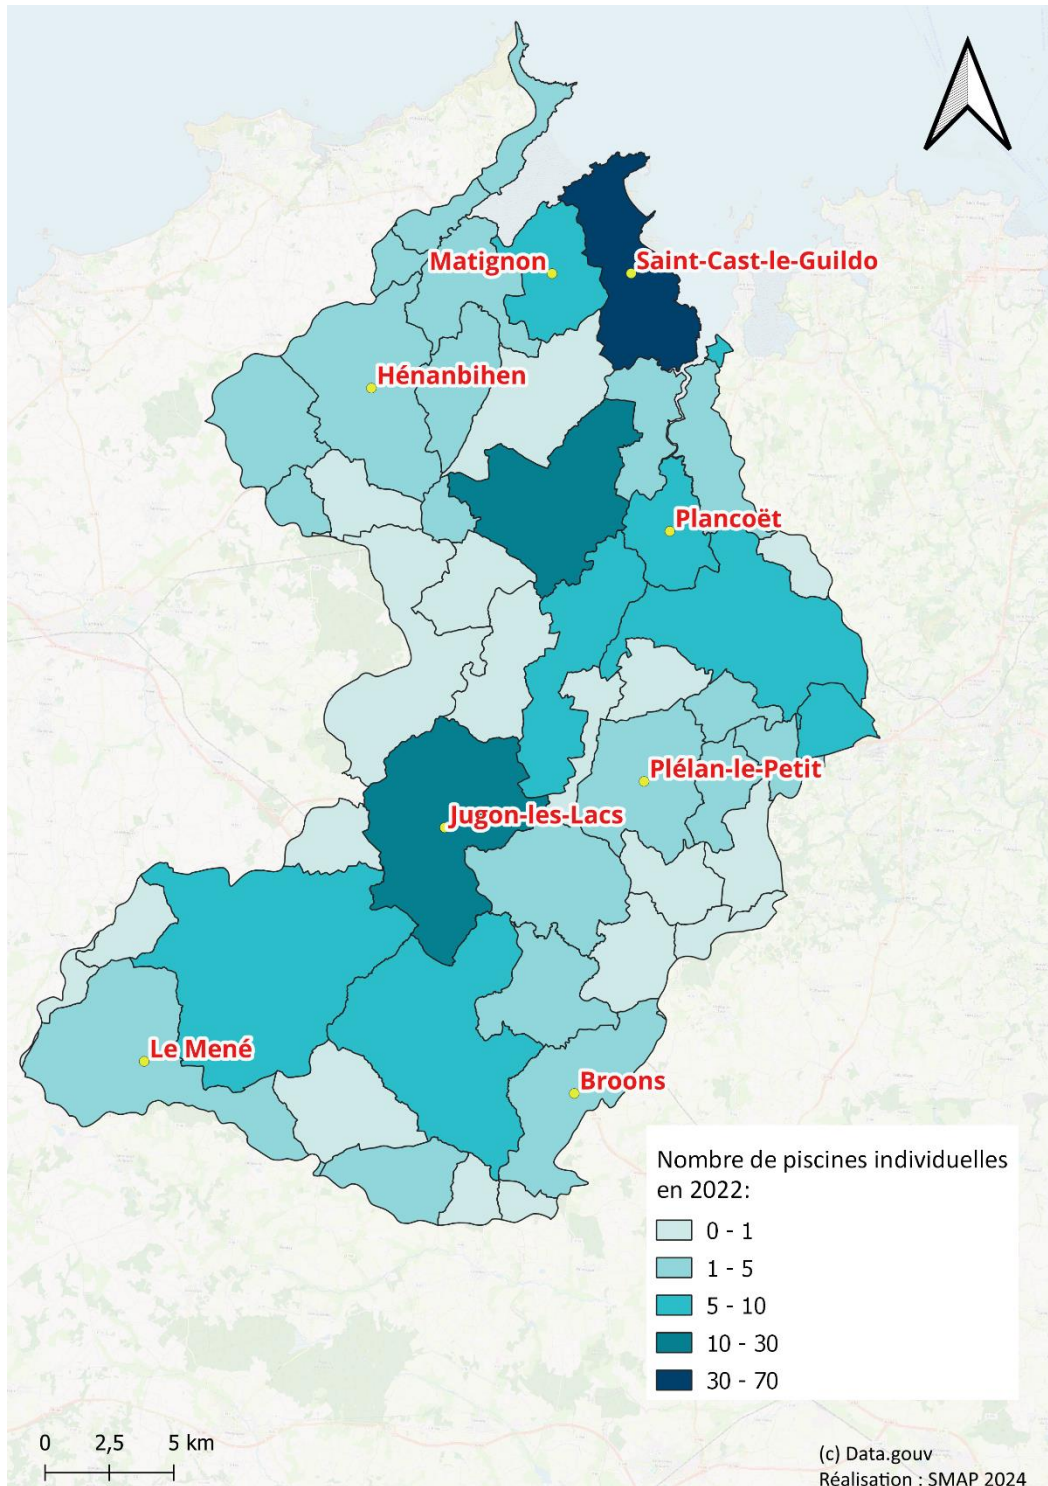 Matignon
Saint-Cast-le-Guildo
Hénanbihen
Plancoët
Plélan-le-Petit
Jugon-les-Lacs
Le Mené
Broons
Nombre de piscines individuelles
en 2022:
0 - 1
1 - 5
5 - 10
10 - 30
30 - 70
0 2,5 5 km
(c) Data.gouv
Réalisation : SMAP 2024